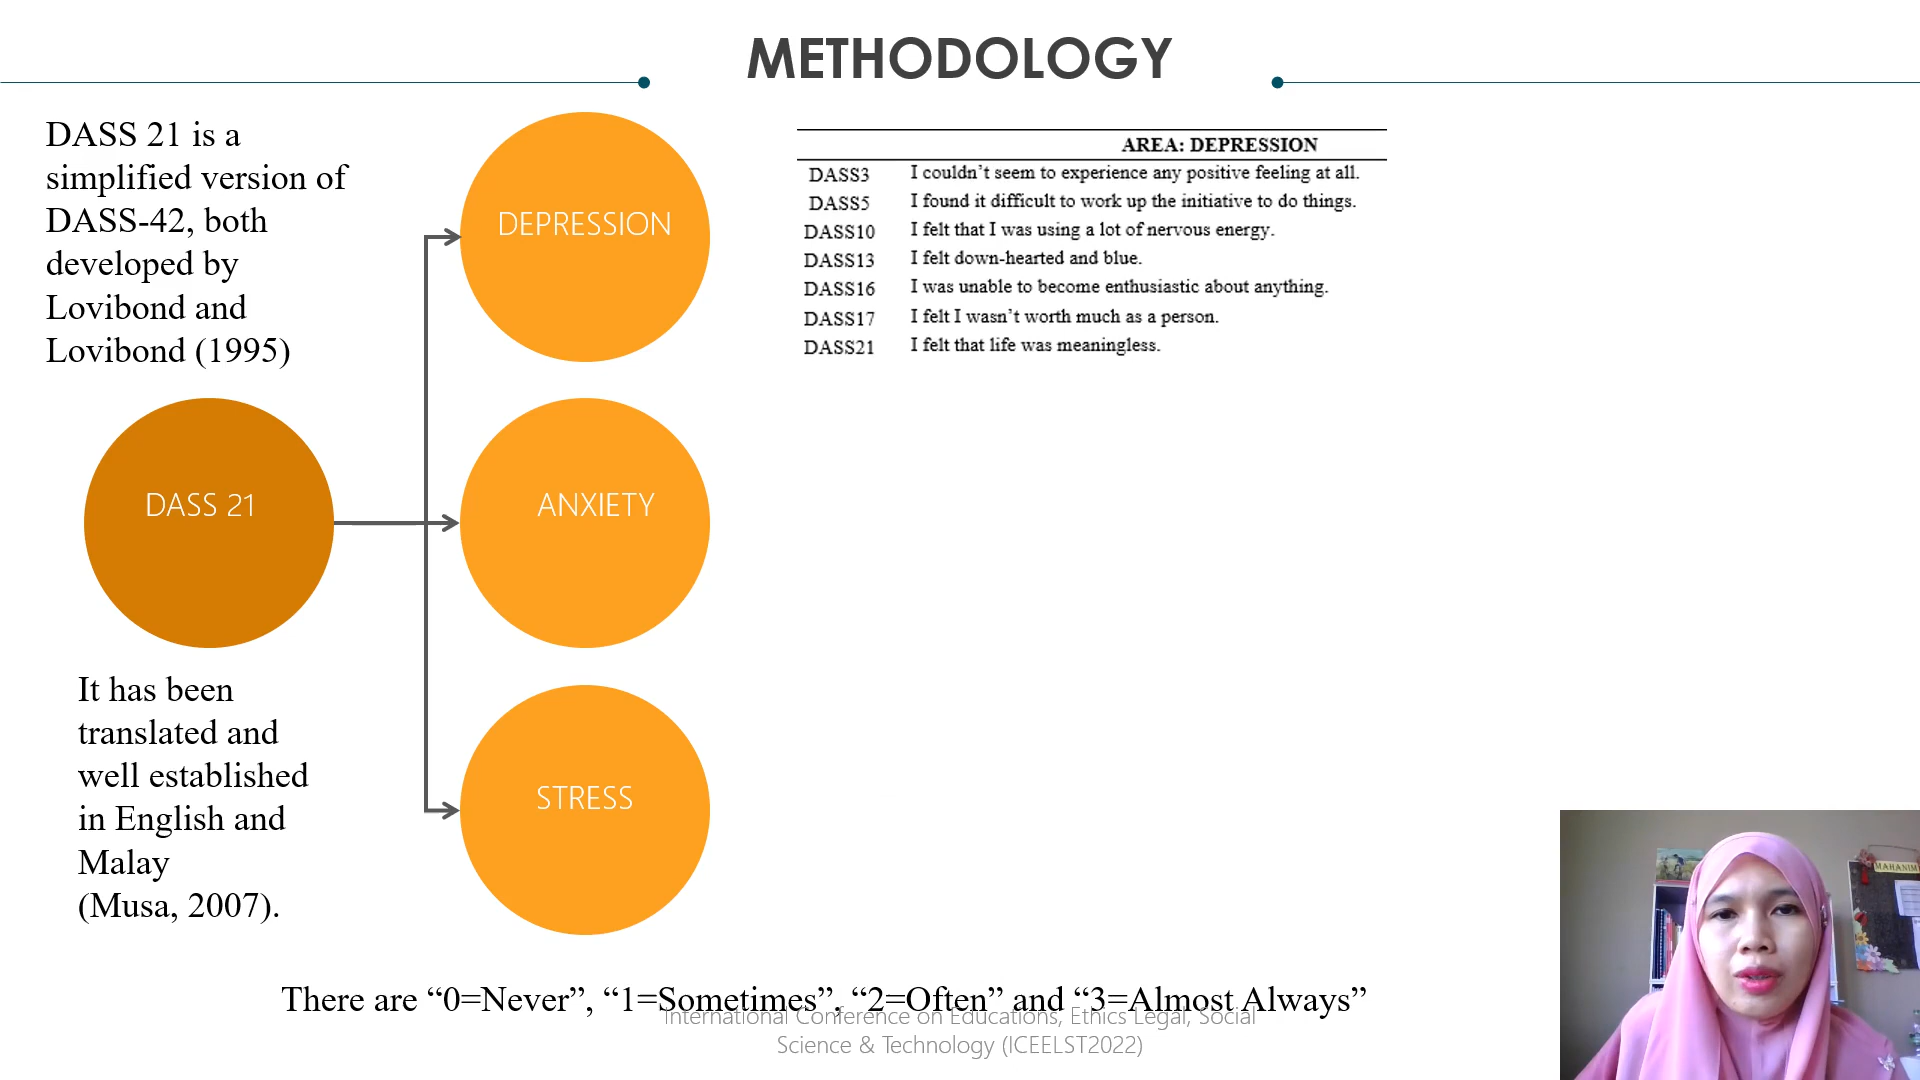 METHODOLOGY
DASS 21 is a
simplified version of
DASS-42, both
developed by
Lovibond and
Lovibond (1995)
DASS 21
It has been
translated and
well established
in English and
Malay
(Musa, 2007).
DEPRESSION
ANXIETY
STRESS
AREA: DEPRESSION
DASS3 I couldn’t seem to experience any positive feeling at all.
DASS5 I found it difficult to work up the initiative to do things.
DASS10 I felt that I was using a lot of nervous energy.
DASS13 I felt down-hearted and blue.
DASS16 I was unable to become enthusiastic about anything.
DASS17 I felt I wasn’t worth much as a person.
DASS21 I felt that life was meaningless.
There are “0=Never”, “1=Sometimes”, “2=Often” and “3=Almost Always”
International Conference on Educations, Ethics Legal, Social
Science & Technology (ICEELST2022)
MAHANIM